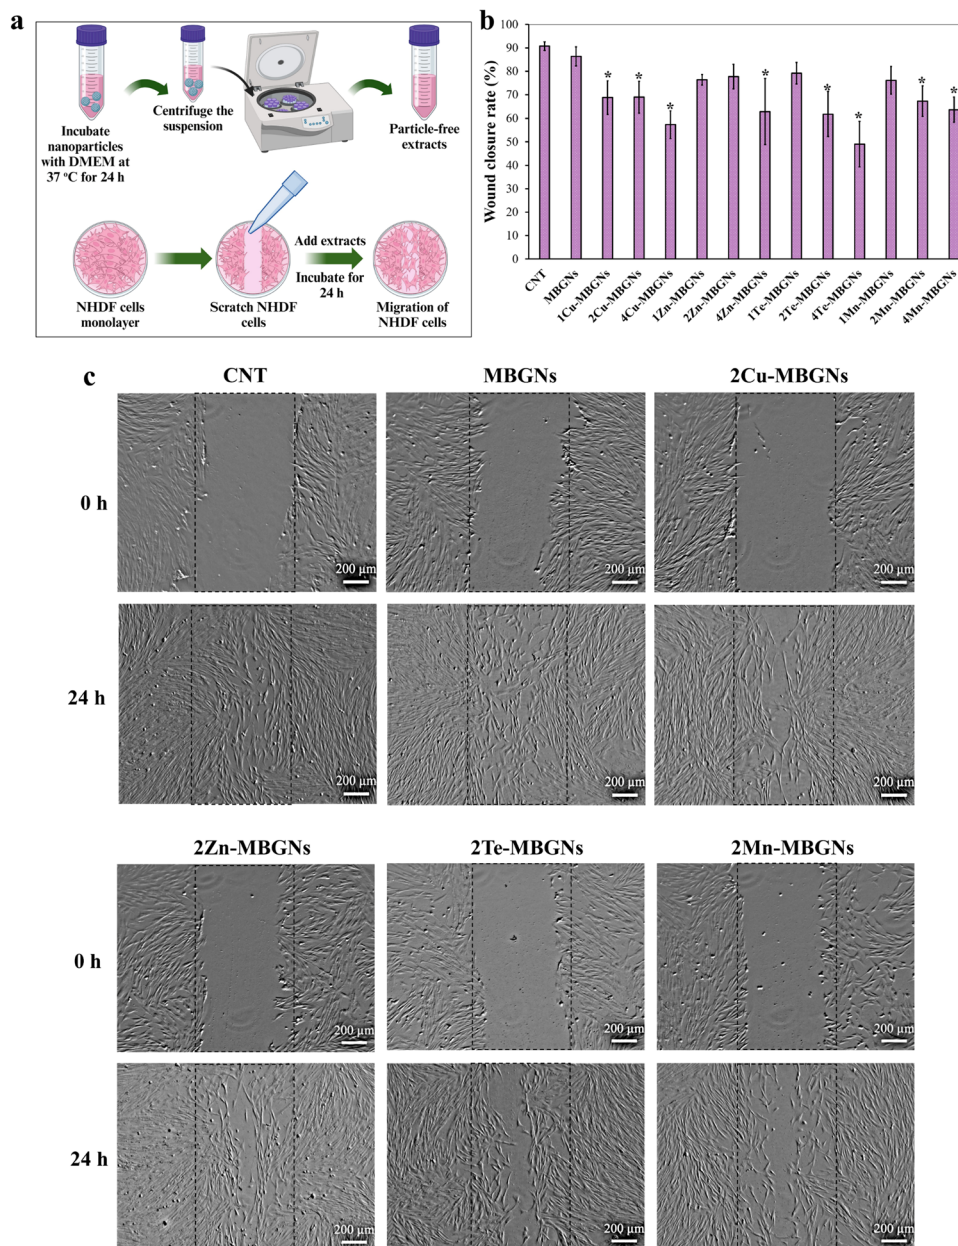 a
Incubate
nanoparticles
with DMEM at
37 °C for 24 h
Centrifuge the
suspension
Particle-free
extracts
NHDF cells
monolayer
Scratch NHDF
cells
Add extracts
Incubate for
24 h
Migration of
NHDF cells
b
Wound closure rate (%)
100
90
80
70
60
50
40
30
20
10
0
*
*
*
*
*
*
*
*
CNT
MBGNs
1Cu-MBGNs
2Cu-MBGNs
4Cu-MBGNs
1Zn-MBGNs
2Zn-MBGNs
4Zn-MBGNs
1Te-MBGNs
2Te-MBGNs
4Te-MBGNs
1Mn-MBGNs
2Mn-MBGNs
4Mn-MBGNs
c
CNT
MBGNs
2Cu-MBGNs
0 h
200 µm
200 µm
200 µm
24 h
200 µm
200 µm
200 µm
2Zn-MBGNs
2Te-MBGNs
2Mn-MBGNs
0 h
200 µm
200 µm
200 µm
24 h
200 µm
200 µm
200 µm